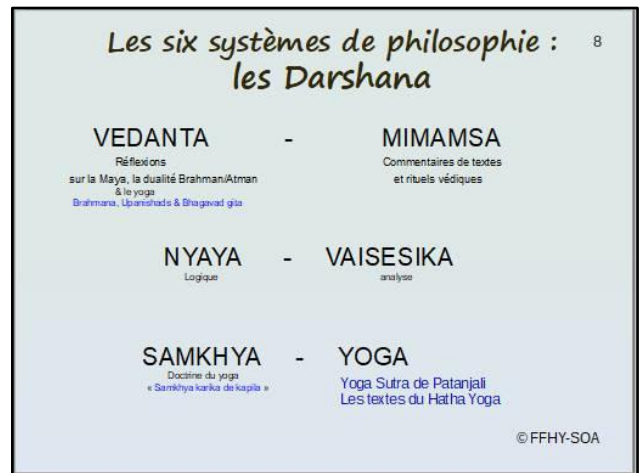 Les six systèmes de philosophie : 8
les Darshana
VEDANTA - MIMAMSA
Réflexions Commentaires de textes
sur la Maya, la dualité Brahman/Atman et rituels védiques
& le yoga
Brahmana, Upanishads & Bhagavad gita
NYAYA - VAISESIKA
Logique analyse
SAMKHYA - YOGA
Doctrine du yoga Yoga Sutra de Patanjali
« Samkhya karika de kapila » Les textes du Hatha Yoga
©FFHY-SOA